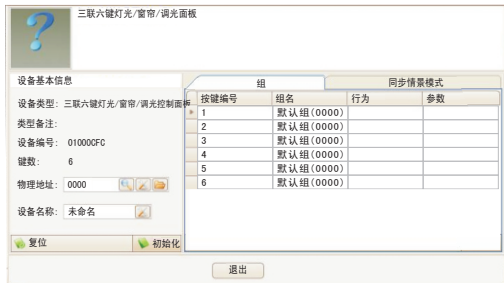 三联六键灯光/窗帘/调光面板
设备基本信息
设备类型: 三联六键灯光/窗帘/调光控制面板
类型备注:
设备编号: 01000CFC
键数: 6
物理地址: 0000
设备名称: 未命名
复位 初始化
组 同步情景模式
按键编号 组名 行为 参数
1 默认组(0000)
2 默认组(0000)
3 默认组(0000)
4 默认组(0000)
5 默认组(0000)
6 默认组(0000)
退出